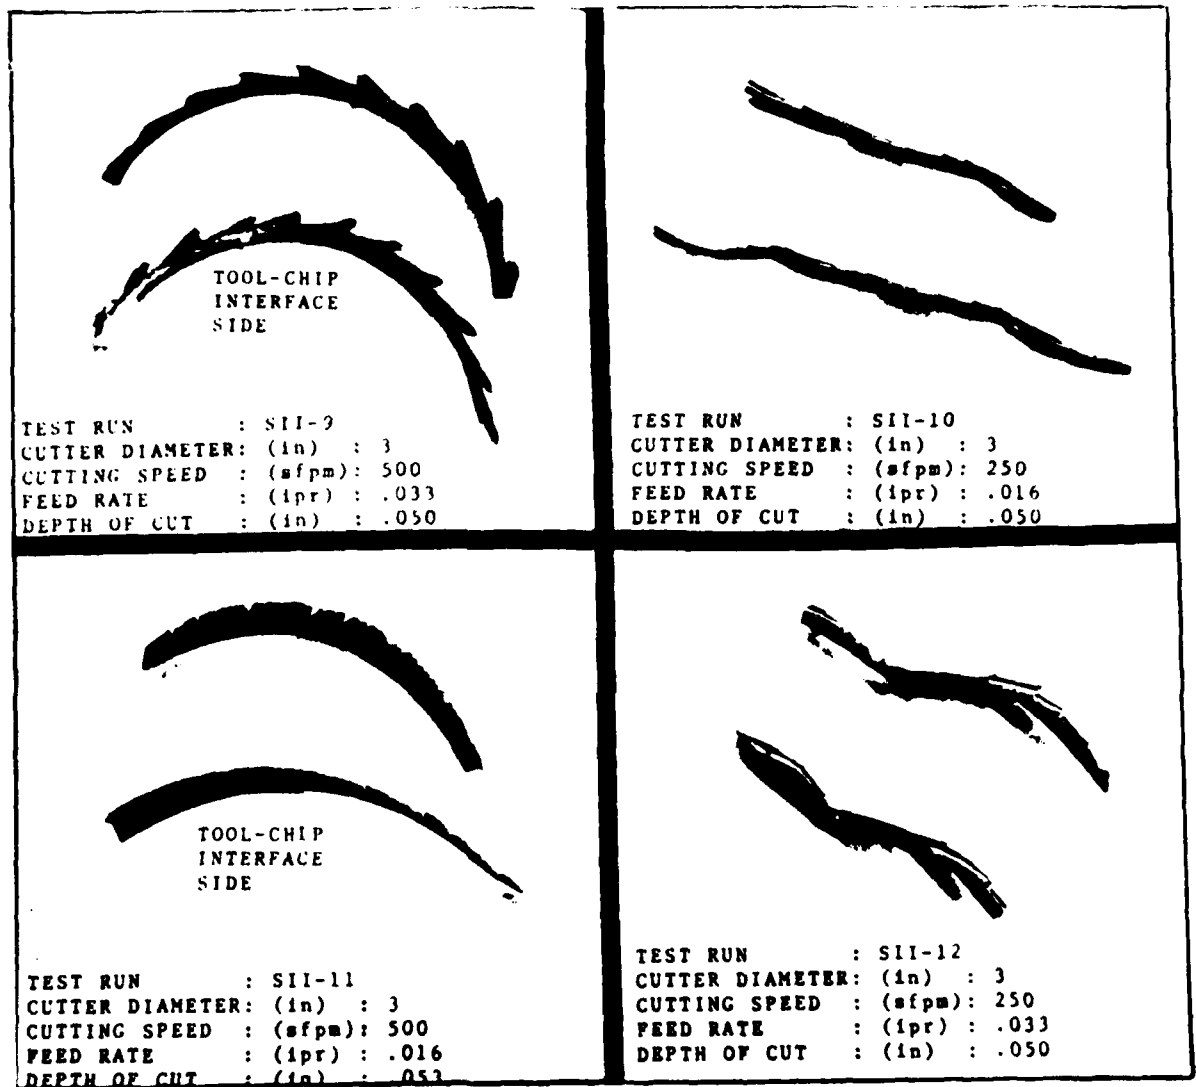 TOOL-CHIP
INTERFACE
SIDE
TEST RUN : SII-9
CUTTER DIAMETER: (in) : 3
CUTTING SPEED : (sfpm): 500
FEED RATE : (ipr) : .033
DEPTH OF CUT : (in) : .050
TEST RUN : SII-10
CUTTER DIAMETER: (in) : 3
CUTTING SPEED : (sfpm): 250
FEED RATE : (ipr) : .016
DEPTH OF CUT : (in) : .050
TOOL-CHIP
INTERFACE
SIDE
TEST RUN : SII-11
CUTTER DIAMETER: (in) : 3
CUTTING SPEED : (sfpm): 500
FEED RATE : (ipr) : .016
DEPTH OF CUT : (in) : .053
TEST RUN : SII-12
CUTTER DIAMETER: (in) : 3
CUTTING SPEED : (sfpm): 250
FEED RATE : (ipr) : .033
DEPTH OF CUT : (in) : .050